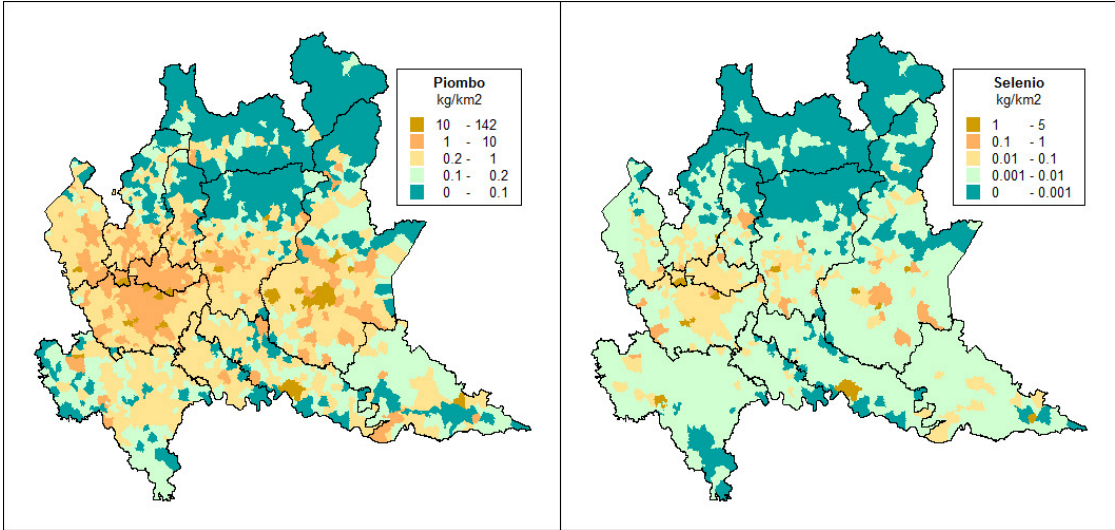 Piombo
kg/km2
10 - 142
1 - 10
0.2 - 1
0.1 - 0.2
0 - 0.1
Selenio
kg/km2
1 - 5
0.1 - 1
0.01 - 0.1
0.001 - 0.01
0 - 0.001